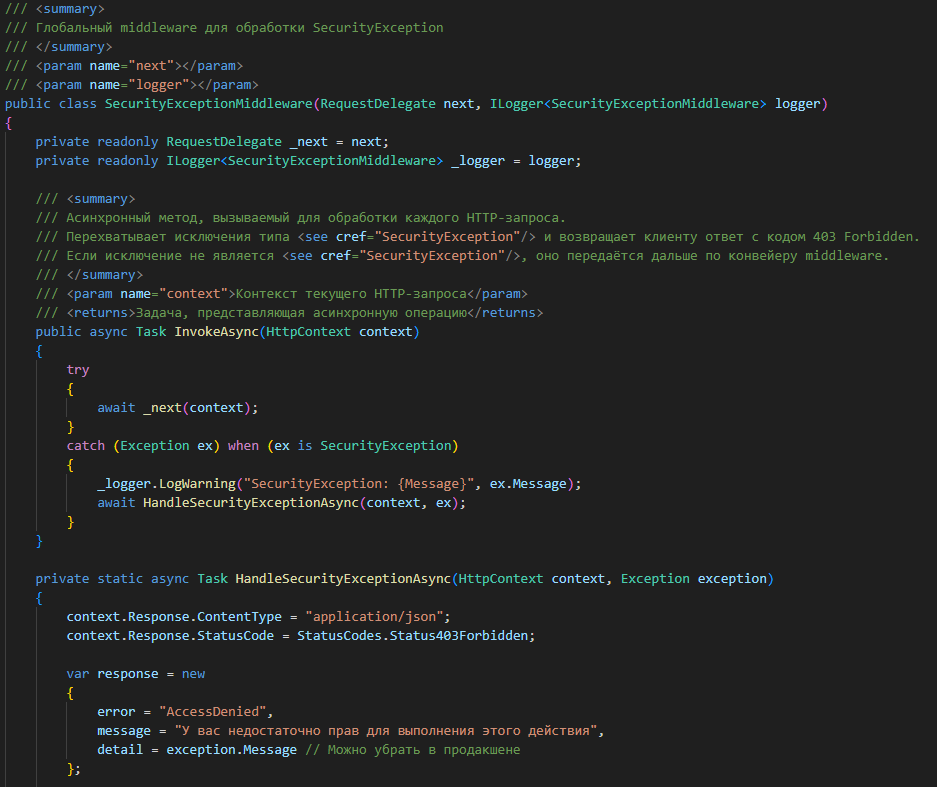 /// <summary>
/// Глобальный middleware для обработки SecurityException
/// </summary>
/// <param name="next"></param>
/// <param name="logger"></param>
public class SecurityExceptionMiddleware(RequestDelegate next, ILogger<SecurityExceptionMiddleware> logger)
{
    private readonly RequestDelegate _next = next;
    private readonly ILogger<SecurityExceptionMiddleware> _logger = logger;

    /// <summary>
    /// Асинхронный метод, вызываемый для обработки каждого HTTP-запроса.
    /// Перехватывает исключения типа <see cref="SecurityException"/> и возвращает клиенту ответ с кодом 403 Forbidden.
    /// Если исключение не является <see cref="SecurityException"/>, оно передаётся дальше по конвейеру middleware.
    /// </summary>
    /// <param name="context">Контекст текущего HTTP-запроса</param>
    /// <returns>Задача, представляющая асинхронную операцию</returns>
    public async Task InvokeAsync(HttpContext context)
    {
        try
        {
            await _next(context);
        }
        catch (Exception ex) when (ex is SecurityException)
        {
            _logger.LogWarning("SecurityException: {Message}", ex.Message);
            await HandleSecurityExceptionAsync(context, ex);
        }
    }

    private static async Task HandleSecurityExceptionAsync(HttpContext context, Exception exception)
    {
        context.Response.ContentType = "application/json";
        context.Response.StatusCode = StatusCodes.Status403Forbidden;

        var response = new
        {
            error = "AccessDenied",
            message = "У вас недостаточно прав для выполнения этого действия",
            detail = exception.Message // Можно убрать в продакшене
        };